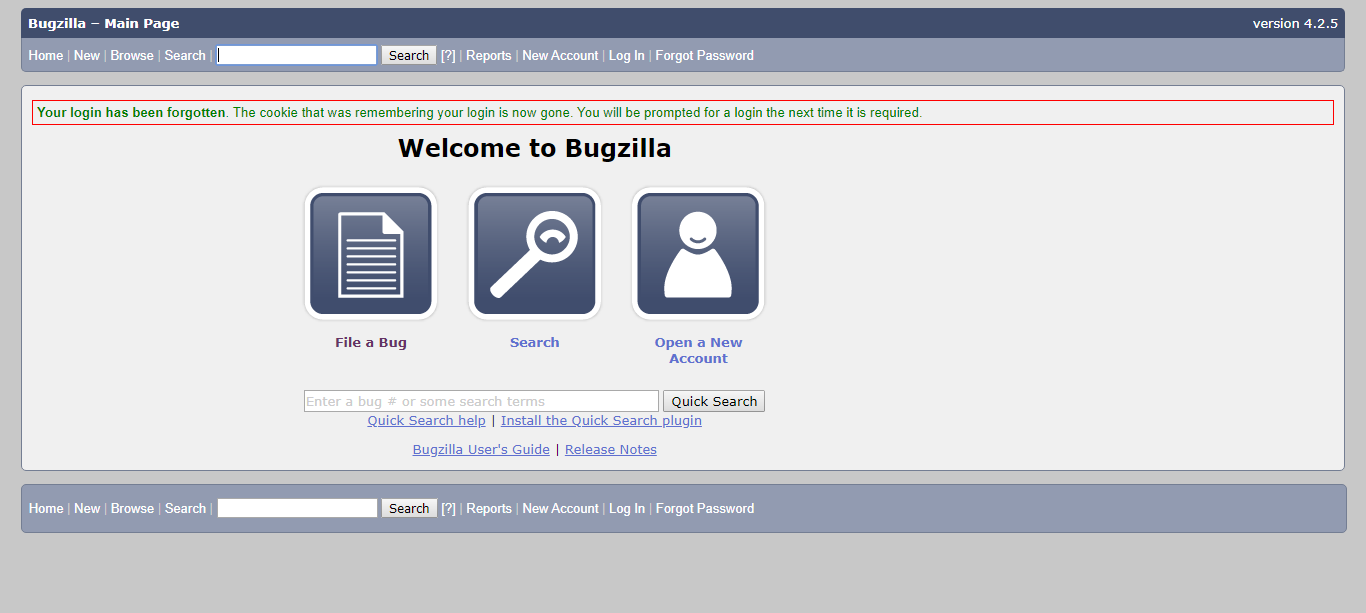 Bugzilla – Main Page version 4.2.5
Home | New | Browse | Search | Search [?] | Reports | New Account | Log In | Forgot Password
Your login has been forgotten. The cookie that was remembering your login is now gone. You will be prompted for a login the next time it is required.
Welcome to Bugzilla
File a Bug
Search
Open a New
Account
Enter a bug # or some search terms Quick Search
Quick Search help | Install the Quick Search plugin
Bugzilla User's Guide | Release Notes
Home | New | Browse | Search | Search [?] | Reports | New Account | Log In | Forgot Password